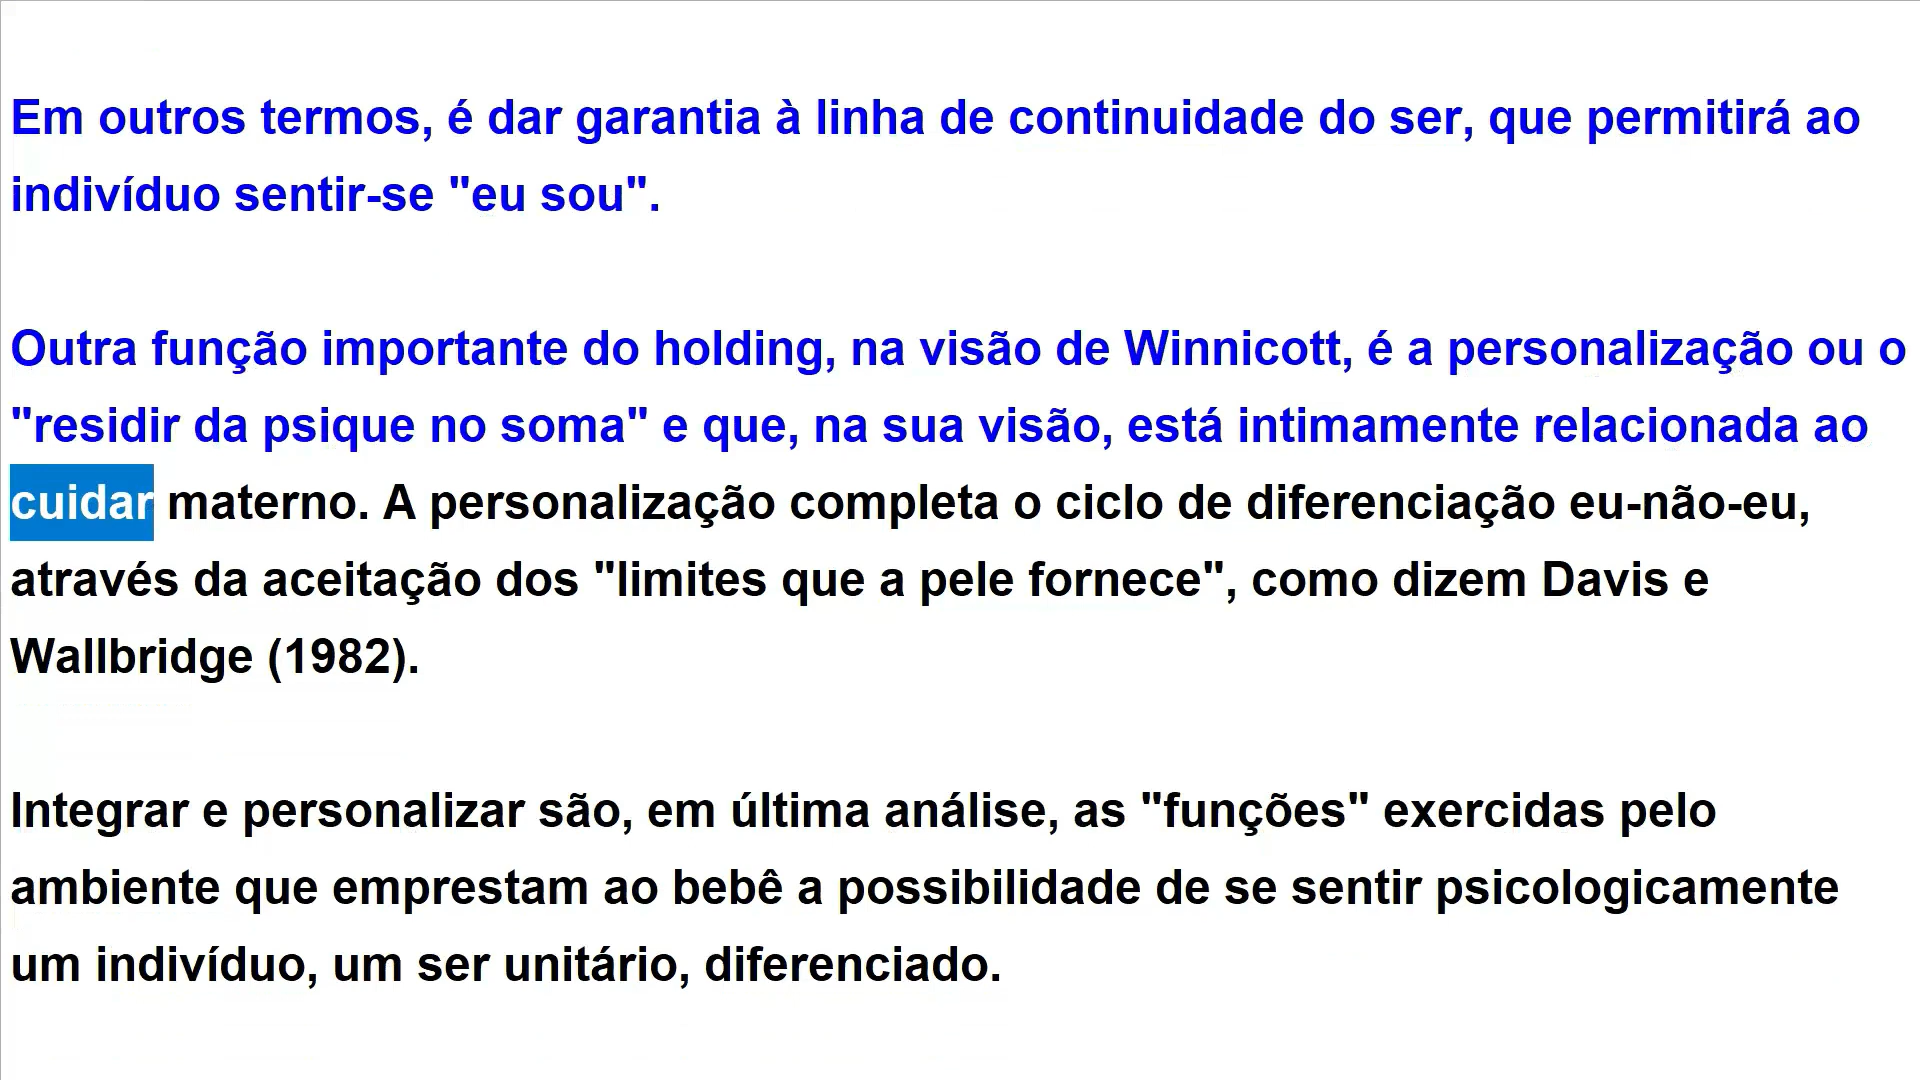 Em outros termos, é dar garantia à linha de continuidade do ser, que permitirá ao
indivíduo sentir-se "eu sou".
Outra função importante do holding, na visão de Winnicott, é a personalização ou o
"residir da psique no soma" e que, na sua visão, está intimamente relacionada ao
cuidar materno. A personalização completa o ciclo de diferenciação eu-não-eu,
através da aceitação dos "limites que a pele fornece", como dizem Davis e
Wallbridge (1982).
Integrar e personalizar são, em última análise, as "funções" exercidas pelo
ambiente que emprestam ao bebê a possibilidade de se sentir psicologicamente
um indivíduo, um ser unitário, diferenciado.